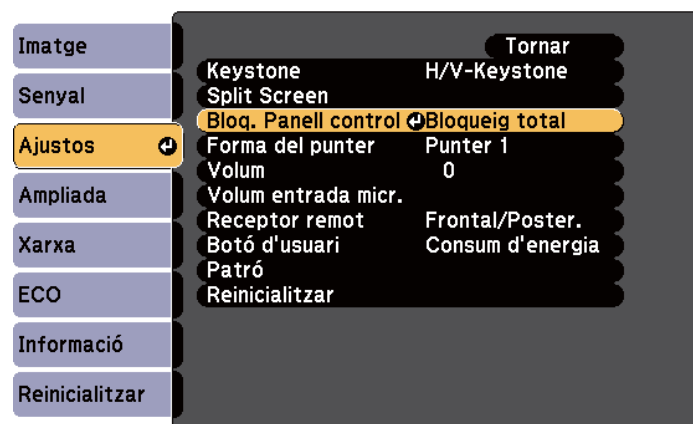 Imatge
Senyal
Ajustos
Ampliada
Xarxa
ECO
Informació
Reinicialitzar
Tornar
Keystone H/V-Keystone
Split Screen
Bloq. Panell control Bloqueig total
Forma del punter Punter 1
Volum 0
Volum entrada micr.
Receptor remot Frontal/Poster.
Botó d'usuari Consum d'energia
Patró
Reinicialitzar